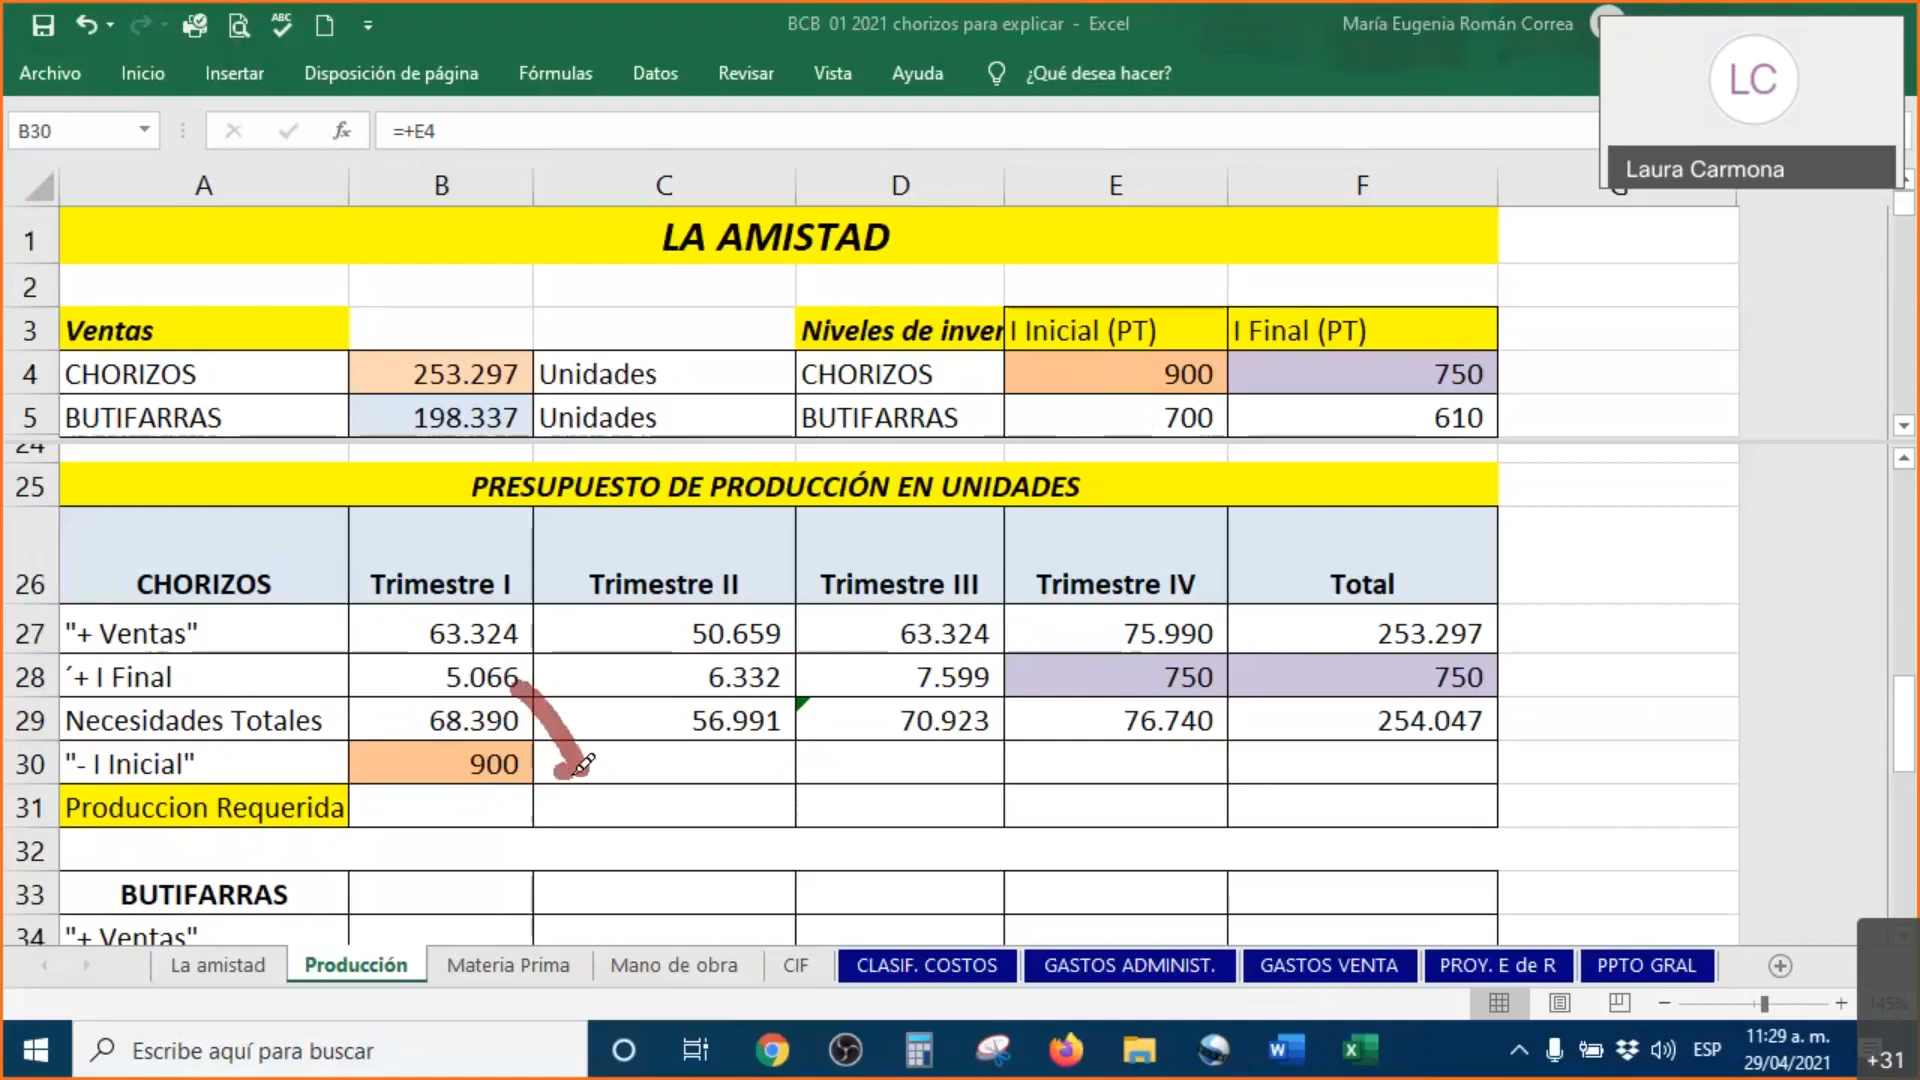 BCB 01 2021 chorizos para explicar - Excel
María Eugenia Román Correa
Archivo Inicio Insertar Disposición de página Fórmulas Datos Revisar Vista Ayuda ¿Qué desea hacer?
LC
Laura Carmona
B30 fx =+E4
A B C D E F
1 LA AMISTAD
2
3 Ventas Niveles de inver I Inicial (PT) I Final (PT)
4 CHORIZOS 253.297 Unidades CHORIZOS 900 750
5 BUTIFARRAS 198.337 Unidades BUTIFARRAS 700 610
24
25 PRESUPUESTO DE PRODUCCIÓN EN UNIDADES
26 CHORIZOS Trimestre I Trimestre II Trimestre III Trimestre IV Total
27 "+ Ventas" 63.324 50.659 63.324 75.990 253.297
28 ´+ I Final 5.066 6.332 7.599 750 750
29 Necesidades Totales 68.390 56.991 70.923 76.740 254.047
30 "- I Inicial" 900
31 Produccion Requerida
32
33 BUTIFARRAS
34 "+ Ventas"
La amistad Producción Materia Prima Mano de obra CIF CLASIF. COSTOS GASTOS ADMINIST. GASTOS VENTA PROY. E de R PPTO GRAL
145%
Escribe aquí para buscar
ESP
11:29 a. m.
29/04/2021
+31